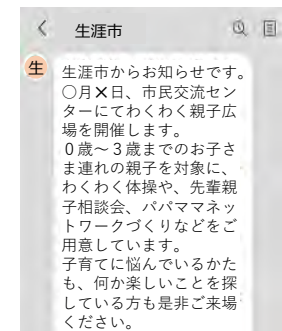 生涯市
生
生涯市からお知らせです。
〇月✕日、市民交流セン
ターにてわくわく親子広
場を開催します。
０歳～３歳までのお子さ
ま連れの親子を対象に、
わくわく体操や、先輩親
子相談会、パパママネッ
トワークづくりなどをご
用意しています。
子育てに悩んでいるかた
も、何か楽しいことを探
している方も是非ご来場
ください。